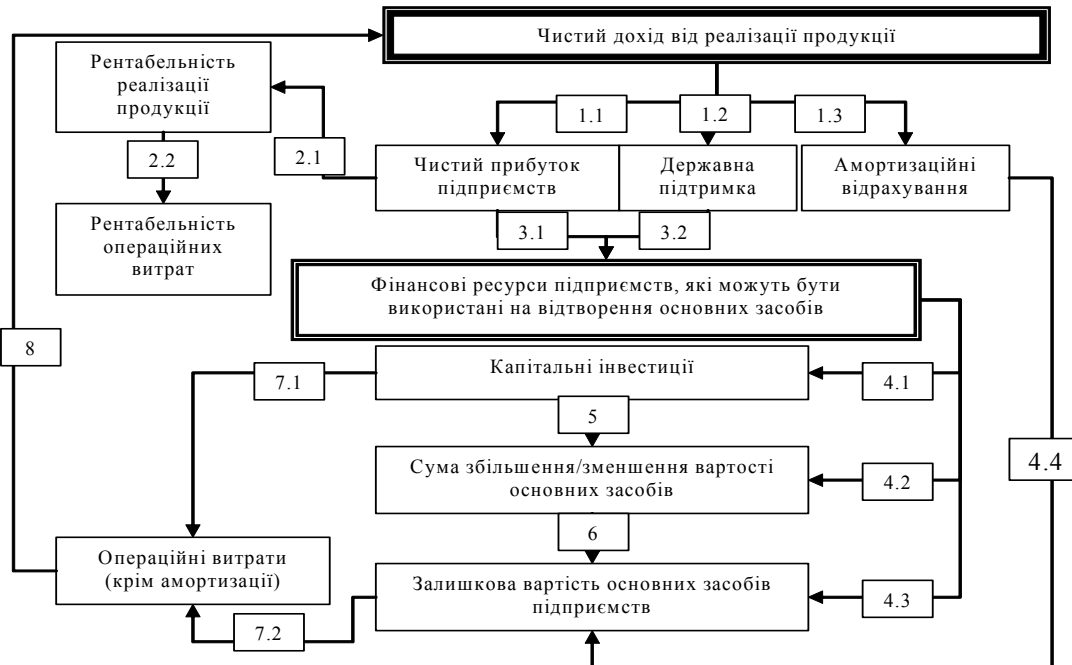 Чистий дохід від реалізації продукції
Рентабельність
реалізації
продукції
1.1
1.2
1.3
2.2
2.1
Чистий прибуток
підприємств
Державна
підтримка
Амортизаційні
відрахування
Рентабельність
операційних
витрат
3.1
3.2
Фінансові ресурси підприємств, які можуть бути
використані на відтворення основних засобів
8
7.1
Капітальні інвестиції
4.1
5
Сума збільшення/зменшення вартості
основних засобів
4.2
4.4
6
Операційні витрати
(крім амортизації)
Залишкова вартість основних засобів
підприємств
4.3
7.2